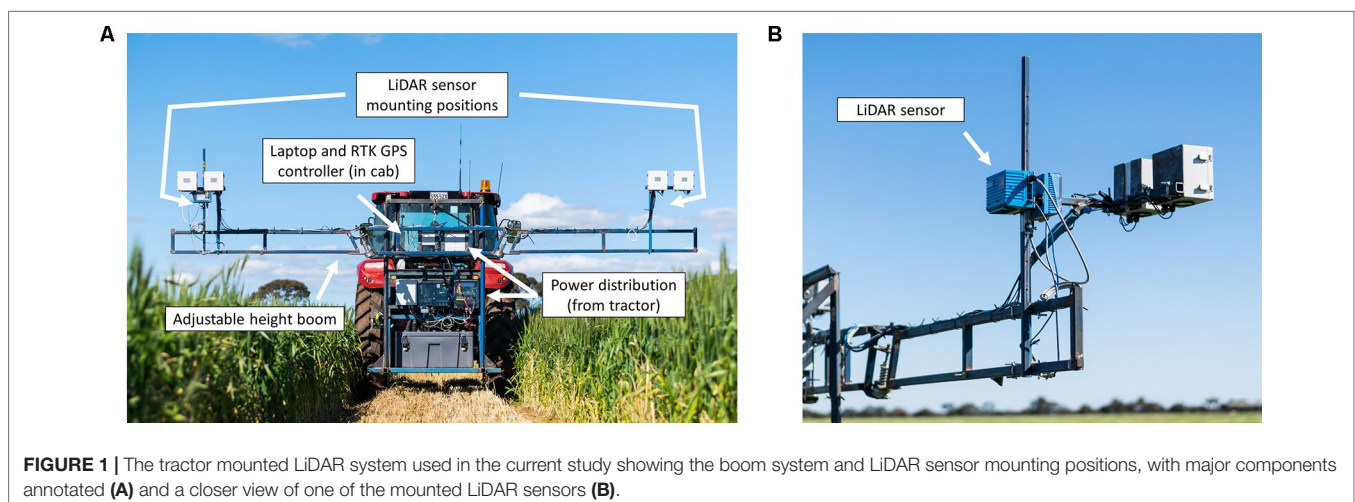 A
B
LiDAR sensor
mounting positions
LiDAR sensor
Laptop and RTK GPS
controller (in cab)
Power distribution
(from tractor)
Adjustable height boom
FIGURE 1 | The tractor mounted LiDAR system used in the current study showing the boom system and LiDAR sensor mounting positions, with major components
annotated (A) and a closer view of one of the mounted LiDAR sensors (B).